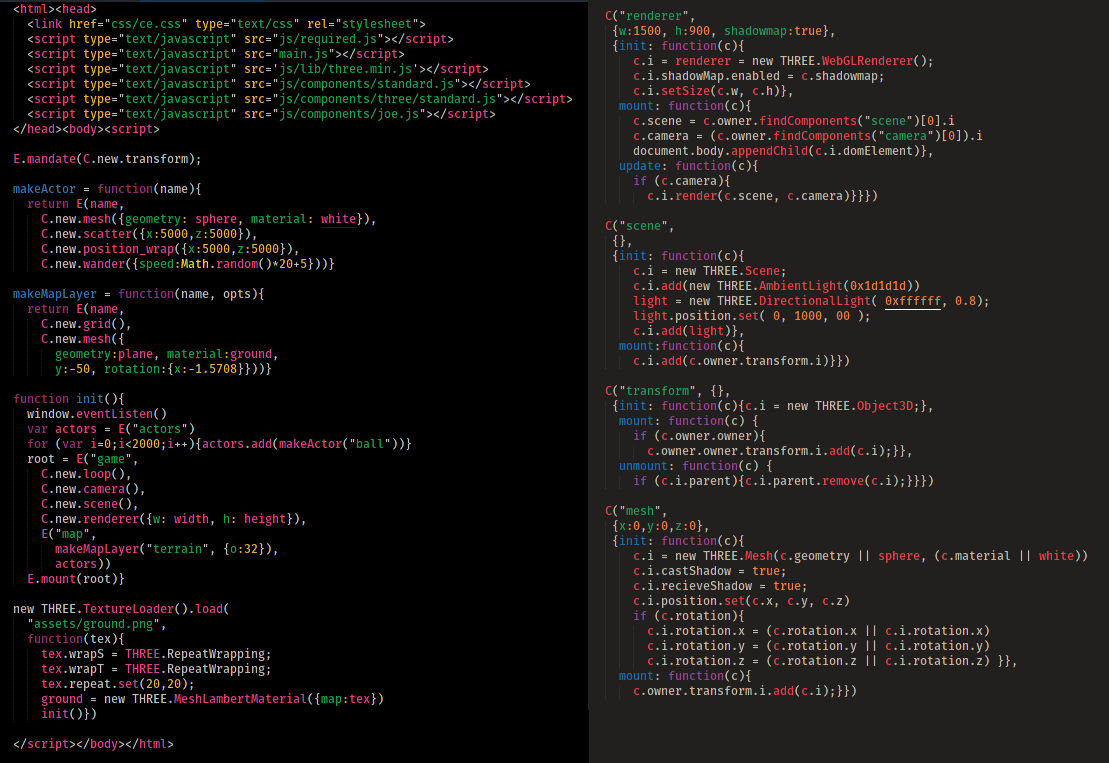 <html><head>
<link href="css/ce.css" type="text/css" rel="stylesheet">
<script type="text/javascript" src="js/required.js"></script>
<script type="text/javascript" src="main.js"></script>
<script type="text/javascript" src='js/lib/three.min.js'></script>
<script type="text/javascript" src="js/components/standard.js"></script>
<script type="text/javascript" src="js/components/three/standard.js"></script>
<script type="text/javascript" src="js/components/joe.js"></script>
</head><body><script>
E.mandate(C.new.transform);
makeActor = function(name){
return E(name,
C.new.mesh({geometry: sphere, material: white}),
C.new.scatter({x:5000,z:5000}),
C.new.position_wrap({x:5000,z:5000}),
C.new.wander({speed:Math.random()*20+5}))}
makeMapLayer = function(name, opts){
return E(name,
C.new.grid(),
C.new.mesh({
geometry:plane, material:ground,
y:-50, rotation:{x:-1.5708}}))}
function init(){
window.eventListen()
var actors = E("actors")
for (var i=0;i<2000;i++){actors.add(makeActor("ball"))}
root = E("game",
C.new.loop(),
C.new.camera(),
C.new.scene(),
C.new.renderer({w: width, h: height}),
E("map",
makeMapLayer("terrain", {o:32}),
actors))
E.mount(root)}
new THREE.TextureLoader().load(
"assets/ground.png",
function(tex){
tex.wrapS = THREE.RepeatWrapping;
tex.wrapT = THREE.RepeatWrapping;
tex.repeat.set(20,20);
ground = new THREE.MeshLambertMaterial({map:tex})
init()})
</script></body></html>
C("renderer",
{w:1500, h:900, shadowmap:true},
{init: function(c){
c.i = renderer = new THREE.WebGLRenderer();
c.i.shadowMap.enabled = c.shadowmap;
c.i.setSize(c.w, c.h)},
mount: function(c){
c.scene = c.owner.findComponents("scene")[0].i
c.camera = (c.owner.findComponents("camera")[0]).i
document.body.appendChild(c.i.domElement)},
update: function(c){
if (c.camera){
c.i.render(c.scene, c.camera)}}})
C("scene",
{},
{init: function(c){
c.i = new THREE.Scene;
c.i.add(new THREE.AmbientLight(0x1d1d1d))
light = new THREE.DirectionalLight( 0xffffff, 0.8);
light.position.set( 0, 1000, 00 );
c.i.add(light)},
mount:function(c){
c.i.add(c.owner.transform.i)}})
C("transform", {},
{init: function(c){c.i = new THREE.Object3D;},
mount: function(c) {
if (c.owner.owner){
c.owner.owner.transform.i.add(c.i);}},
unmount: function(c) {
if (c.i.parent){c.i.parent.remove(c.i);}}})
C("mesh",
{x:0,y:0,z:0},
{init: function(c){
c.i = new THREE.Mesh(c.geometry || sphere, (c.material || white))
c.i.castShadow = true;
c.i.recieveShadow = true;
c.i.position.set(c.x, c.y, c.z)
if (c.rotation){
c.i.rotation.x = (c.rotation.x || c.i.rotation.x)
c.i.rotation.y = (c.rotation.y || c.i.rotation.y)
c.i.rotation.z = (c.rotation.z || c.i.rotation.z) }},
mount: function(c){
c.owner.transform.i.add(c.i);}})